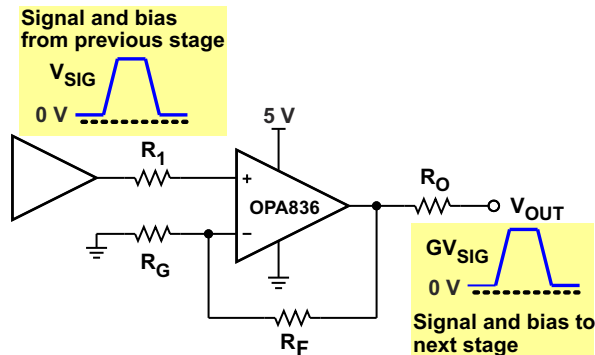 Signal and bias
from previous stage
V_SIG
0 V
5 V
R_1
+
OPA836
−
R_O
V_OUT
R_G
GV_SIG
0 V
R_F
Signal and bias to
next stage